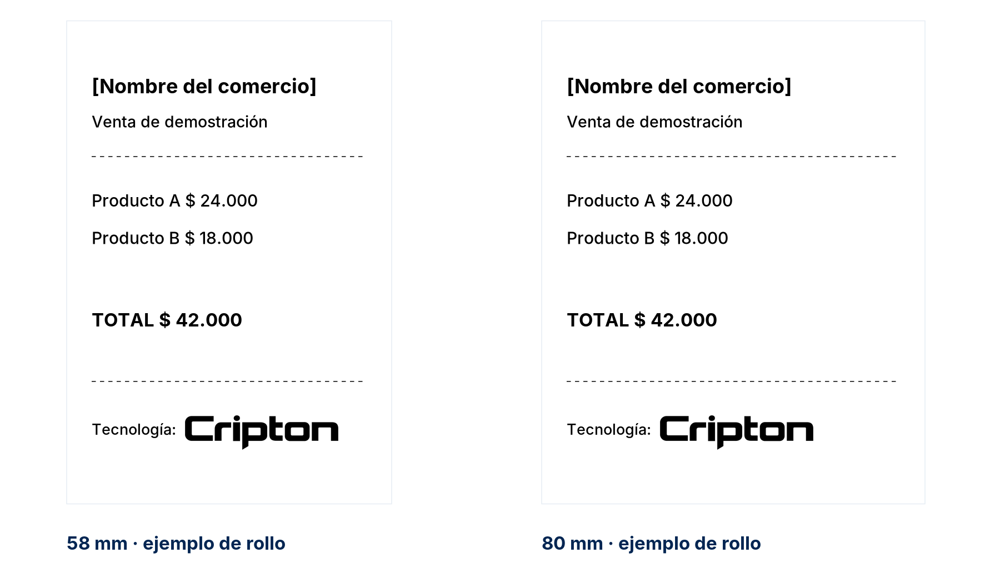 [Nombre del comercio]
Venta de demostración
Producto A $ 24.000
Producto B $ 18.000
TOTAL $ 42.000
Tecnología: Cripton
58 mm · ejemplo de rollo
[Nombre del comercio]
Venta de demostración
Producto A $ 24.000
Producto B $ 18.000
TOTAL $ 42.000
Tecnología: Cripton
80 mm · ejemplo de rollo